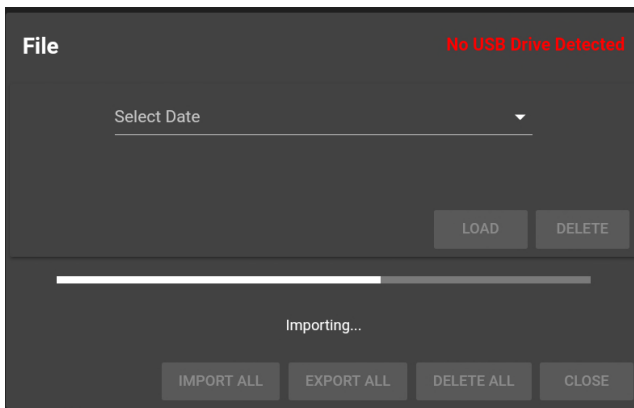 File
No USB Drive Detected
Select Date
LOAD
DELETE
Importing...
IMPORT ALL
EXPORT ALL
DELETE ALL
CLOSE